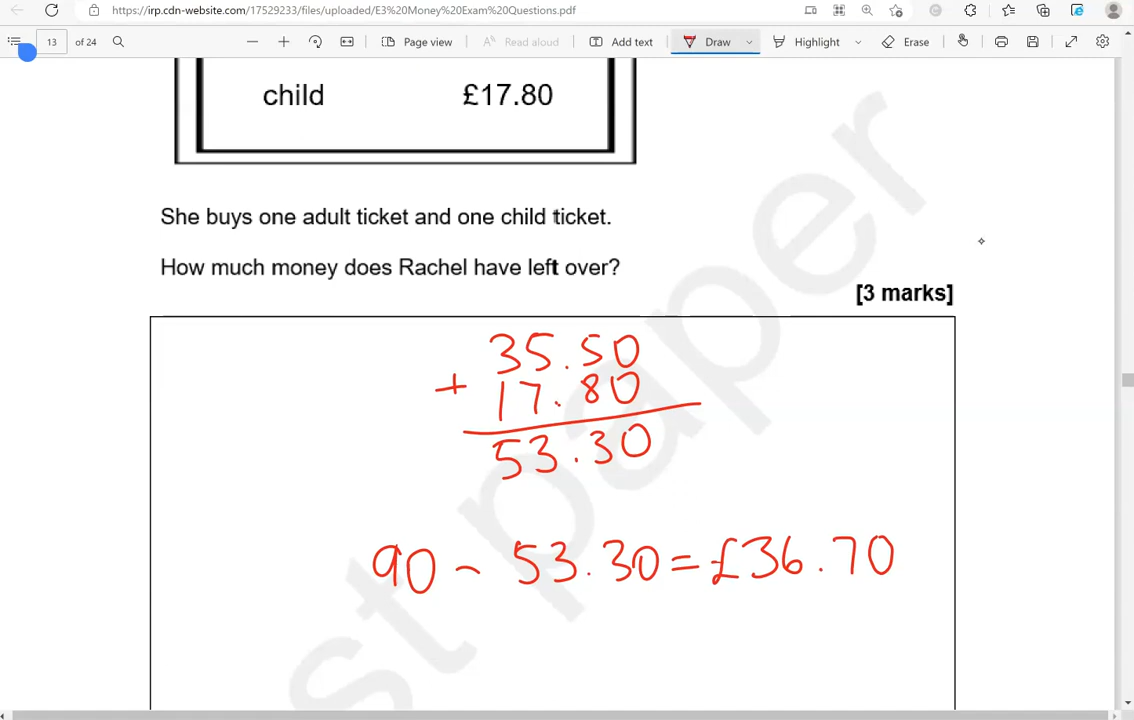 https://irp.cdn-website.com/17529233/files/uploaded/E3%20Money%20Exam%20Questions.pdf
13 of 24 Page view Read aloud Add text Draw Highlight Erase
child £17.80
She buys one adult ticket and one child ticket.
How much money does Rachel have left over?
[3 marks]
35.50
+ 17.80
53.30
90 - 53.30 = £36.70
st paper